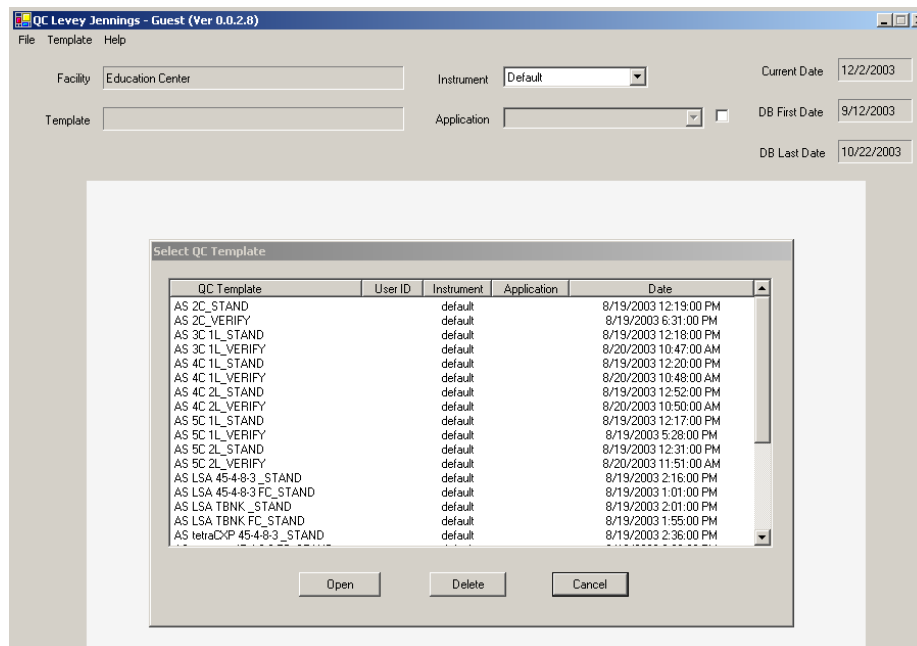 QC Levey Jennings - Guest (Ver 0.0.2.8)
File Template Help
Facility Education Center Instrument Default Current Date 12/2/2003
Template Application DB First Date 9/12/2003
DB Last Date 10/22/2003
Select QC Template
QC Template User ID Instrument Application Date
AS 2C_STAND default 8/19/2003 12:19:00 PM
AS 2C_VERIFY default 8/19/2003 6:31:00 PM
AS 3C 1L_STAND default 8/19/2003 12:18:00 PM
AS 3C 1L_VERIFY default 8/20/2003 10:47:00 AM
AS 4C 1L_STAND default 8/19/2003 12:20:00 PM
AS 4C 1L_VERIFY default 8/20/2003 10:48:00 AM
AS 4C 2L_STAND default 8/19/2003 12:52:00 PM
AS 4C 2L_VERIFY default 8/20/2003 10:50:00 AM
AS 5C 1L_STAND default 8/19/2003 12:17:00 PM
AS 5C 1L_VERIFY default 8/19/2003 5:28:00 PM
AS 5C 2L_STAND default 8/19/2003 12:31:00 PM
AS 5C 2L_VERIFY default 8/20/2003 11:51:00 AM
AS LSA 45-4-8-3 _STAND default 8/19/2003 2:16:00 PM
AS LSA 45-4-8-3 FC_STAND default 8/19/2003 1:01:00 PM
AS LSA TBNK _STAND default 8/19/2003 2:01:00 PM
AS LSA TBNK FC_STAND default 8/19/2003 1:55:00 PM
AS tetraCXP 45-4-8-3 _STAND default 8/19/2003 2:36:00 PM
Open Delete Cancel